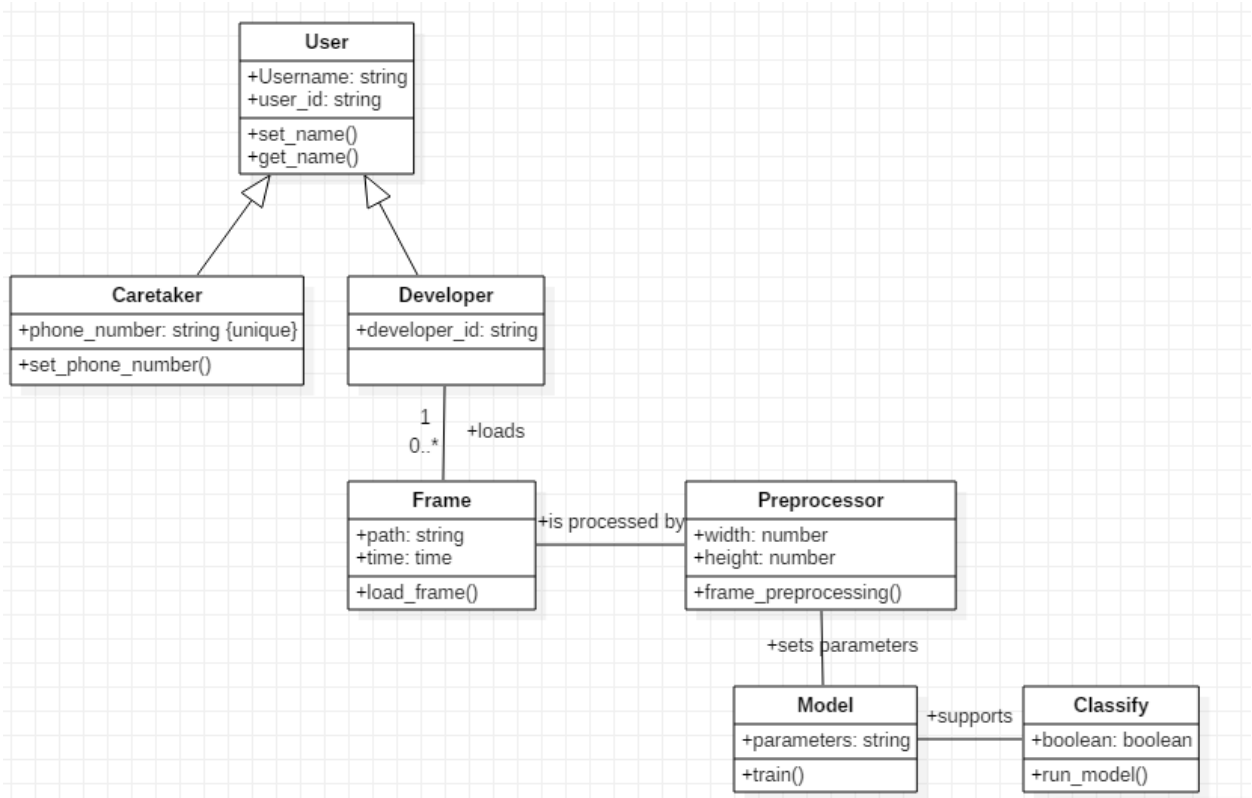 User
+Username: string
+user_id: string
+set_name()
+get_name()
Caretaker
+phone_number: string {unique}
+set_phone_number()
Developer
+developer_id: string
1
0..*
+loads
Frame
+path: string
+time: time
+load_frame()
+is processed by
Preprocessor
+width: number
+height: number
+frame_preprocessing()
+sets parameters
Model
+parameters: string
+train()
+supports
Classify
+boolean: boolean
+run_model()